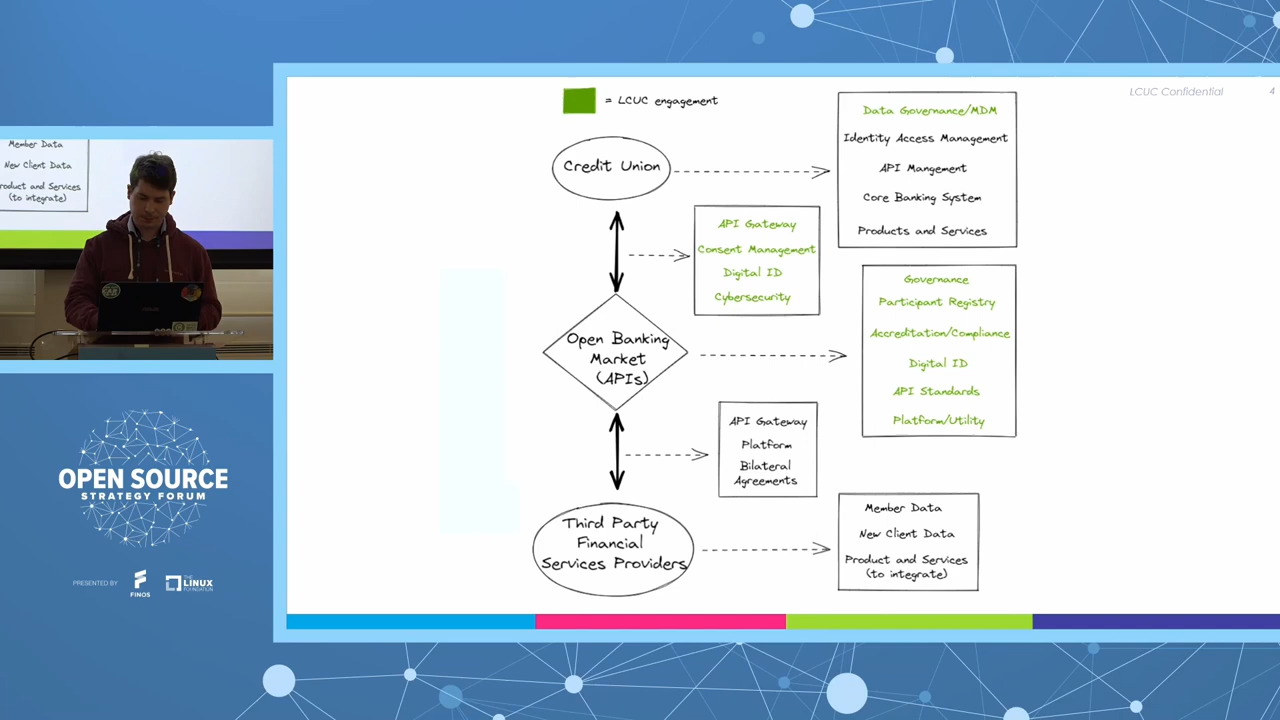 LCUC Confidential
4
= LCUC engagement
Credit Union
Data Governance/MDM
Identity Access Management
API Mangement
Core Banking System
Products and Services
API Gateway
Consent Management
Digital ID
Cybersecurity
Open Banking
Market
(APIs)
Governance
Participant Registry
Accreditation/Compliance
Digital ID
API Standards
Platform/Utility
API Gateway
Platform
Bilateral
Agreements
Third Party
Financial
Services Providers
Member Data
New Client Data
Product and Services
(to integrate)
Member Data
New Client Data
roduct and Services
(to integrate)
OPEN SOURCE
STRATEGY FORUM
PRESENTED BY
FINOS
THE
LINUX
FOUNDATION